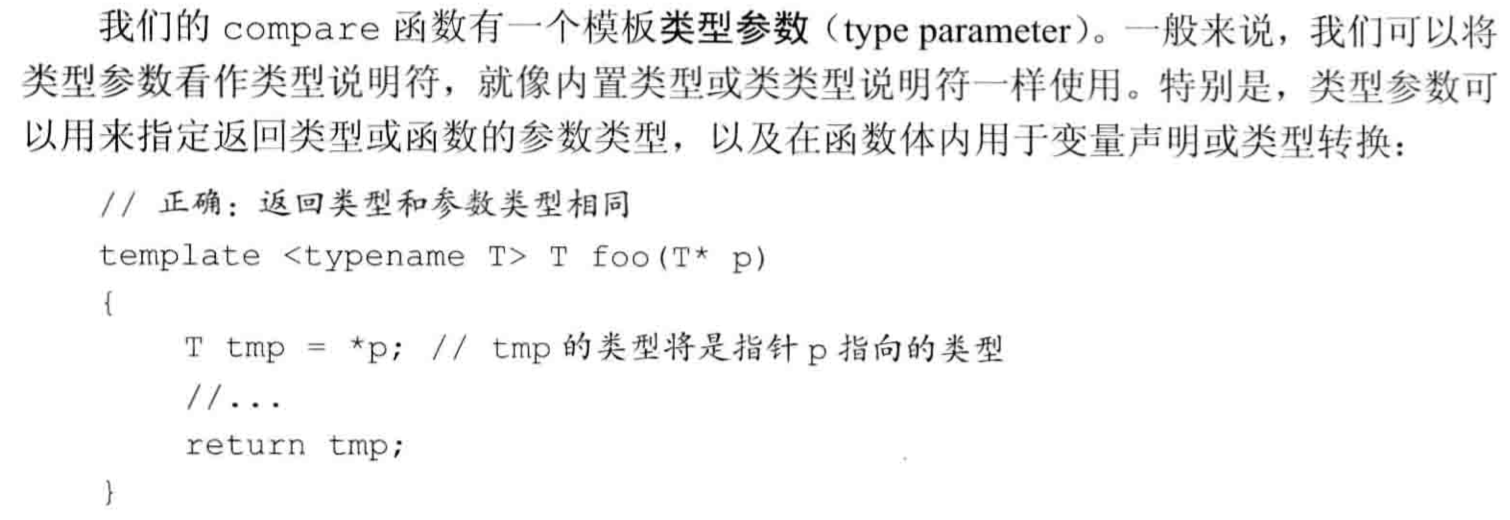 我们的 compare 函数有一个模板类型参数（type parameter）。一般来说，我们可以将
类型参数看作类型说明符，就像内置类型或类类型说明符一样使用。特别是，类型参数可
以用来指定返回类型或函数的参数类型，以及在函数体内用于变量声明或类型转换：
// 正确：返回类型和参数类型相同
template <typename T> T foo(T* p)
{
    T tmp = *p; // tmp 的类型将是指针 p 指向的类型
    //...
    return tmp;
}